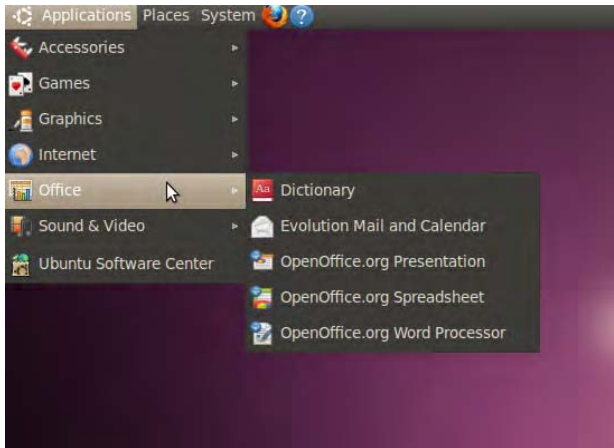 Applications Places System ?
Accessories
Games
Graphics
Internet
Office
Sound & Video
Ubuntu Software Center
Aa Dictionary
Evolution Mail and Calendar
OpenOffice.org Presentation
OpenOffice.org Spreadsheet
OpenOffice.org Word Processor